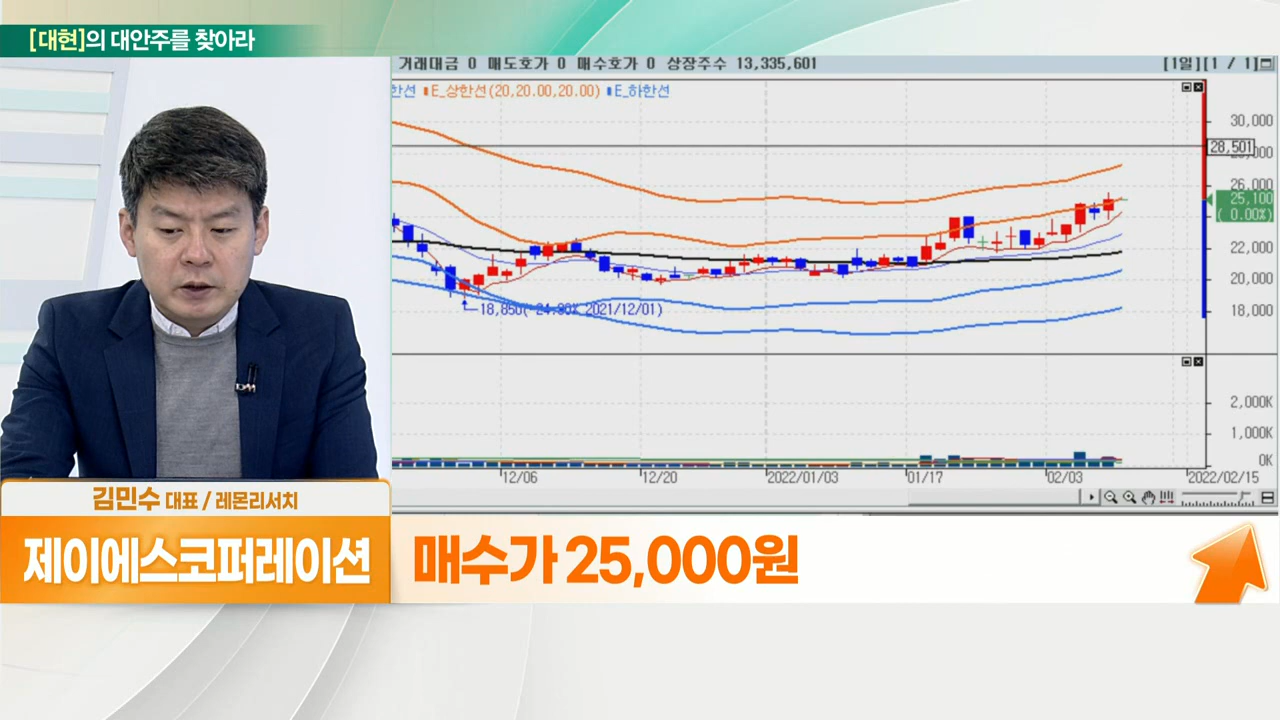 [대현]의 대안주를 찾아라
거래대금 0 매도호가 0 매수호가 0 상장주수 13,335,601 [1일][1 / 1]
한선 E_상한선(20,20.00,20.00) E_하한선
30,000
28,501
26,000
25,100
( 0.00%)
22,000
20,000
18,850(-24.90% 2021/12/01)
18,000
2,000K
1,000K
0K
12/06 12/20 2022/01/03 01/17 02/03 2022/02/15
김민수 대표 / 레몬리서치
제이에스코퍼레이션
매수가 25,000원